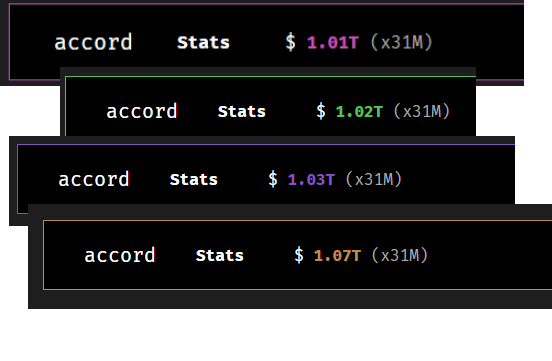 accord Stats $ 1.01T (x31M)
accord Stats $ 1.02T (x31M)
accord Stats $ 1.03T (x31M)
accord Stats $ 1.07T (x31M)